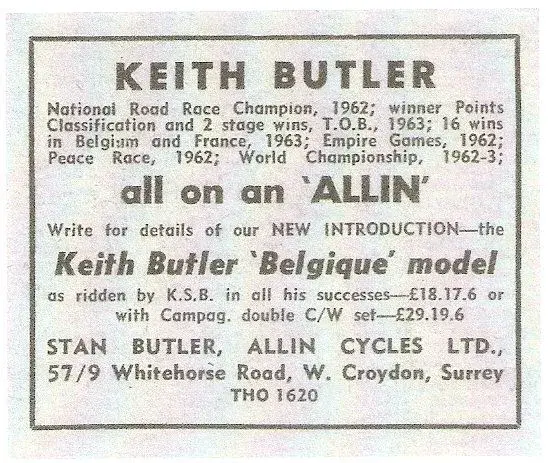 KEITH BUTLER
National Road Race Champion, 1962; winner Points
Classification and 2 stage wins, T.O.B., 1963; 16 wins
in Belgium and France, 1963; Empire Games, 1962;
Peace Race, 1962; World Championship, 1962-3;
all on an 'ALLIN'
Write for details of our NEW INTRODUCTION—the
Keith Butler 'Belgique' model
as ridden by K.S.B. in all his successes—£18.17.6 or
with Campag. double C/W set—£29.19.6
STAN BUTLER, ALLIN CYCLES LTD.,
57/9 Whitehorse Road, W. Croydon, Surrey
THO 1620